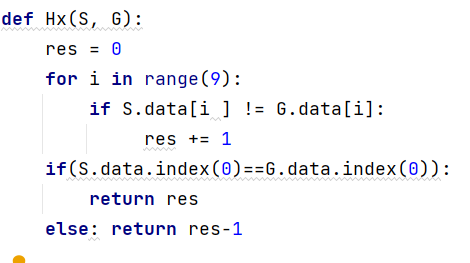 def Hx(S, G):
    res = 0
    for i in range(9):
        if S.data[i ] != G.data[i]:
            res += 1
    if(S.data.index(0)==G.data.index(0)):
        return res
    else: return res-1